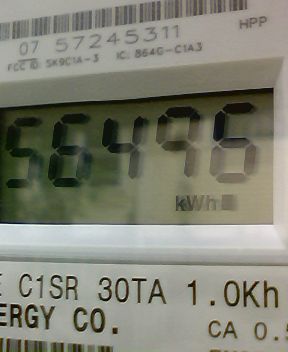 HPP
07 57245311
FCC ID: SK9C1A-3 IC: 864G-C1A3
56496
kWh
C1SR 30TA 1.0Kh
ERGY CO.
CA 0.5